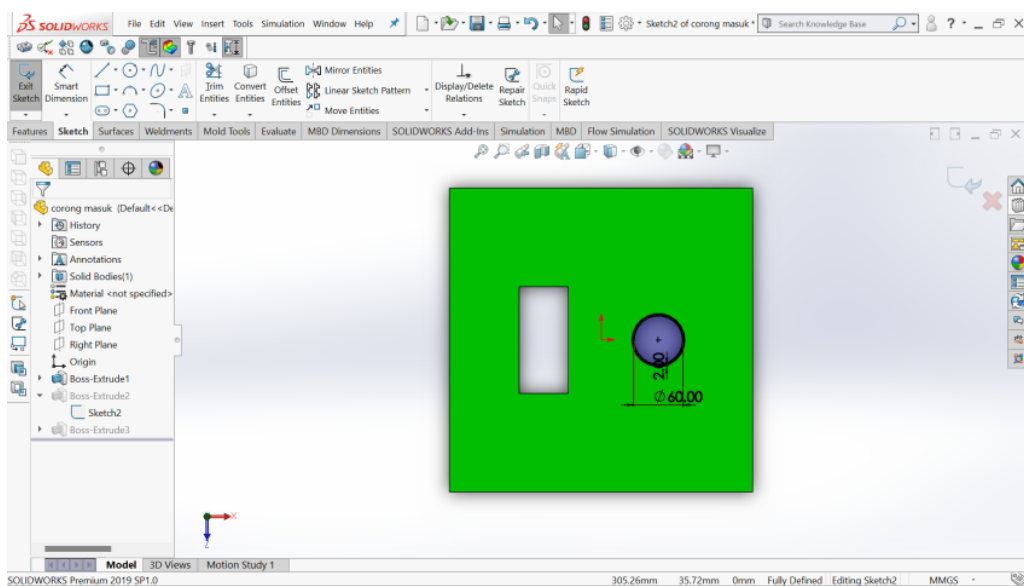 SOLIDWORKS File Edit View Insert Tools Simulation Window Help Sketch2 of corong masuk * Search Knowledge Base ?
Exit Sketch Smart Dimension Trim Entities Convert Entities Offset Entities Mirror Entities Linear Sketch Pattern Move Entities Display/Delete Relations Repair Sketch Quick Snaps Rapid Sketch
Features Sketch Surfaces Weldments Mold Tools Evaluate MBD Dimensions SOLIDWORKS Add-Ins Simulation MBD Flow Simulation SOLIDWORKS Visualize
corong masuk (Default<<De
History
Sensors
Annotations
Solid Bodies(1)
Material <not specified>
Front Plane
Top Plane
Right Plane
Origin
Boss-Extrude1
Boss-Extrude2
Sketch2
Boss-Extrude3
2.00
Ø60.00
X
Z
Model 3D Views Motion Study 1
SOLIDWORKS Premium 2019 SP1.0 305.26mm 35.72mm 0mm Fully Defined Editing Sketch2 MMGS -